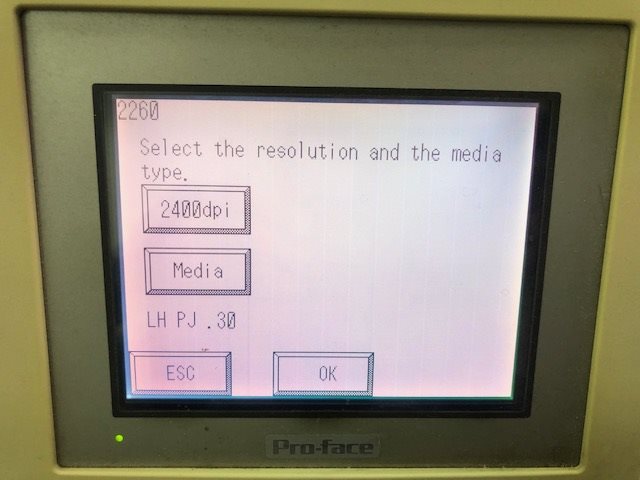 2260
Select the resolution and the media
type.
2400dpi
Media
LH PJ .30
ESC OK
Pro-face